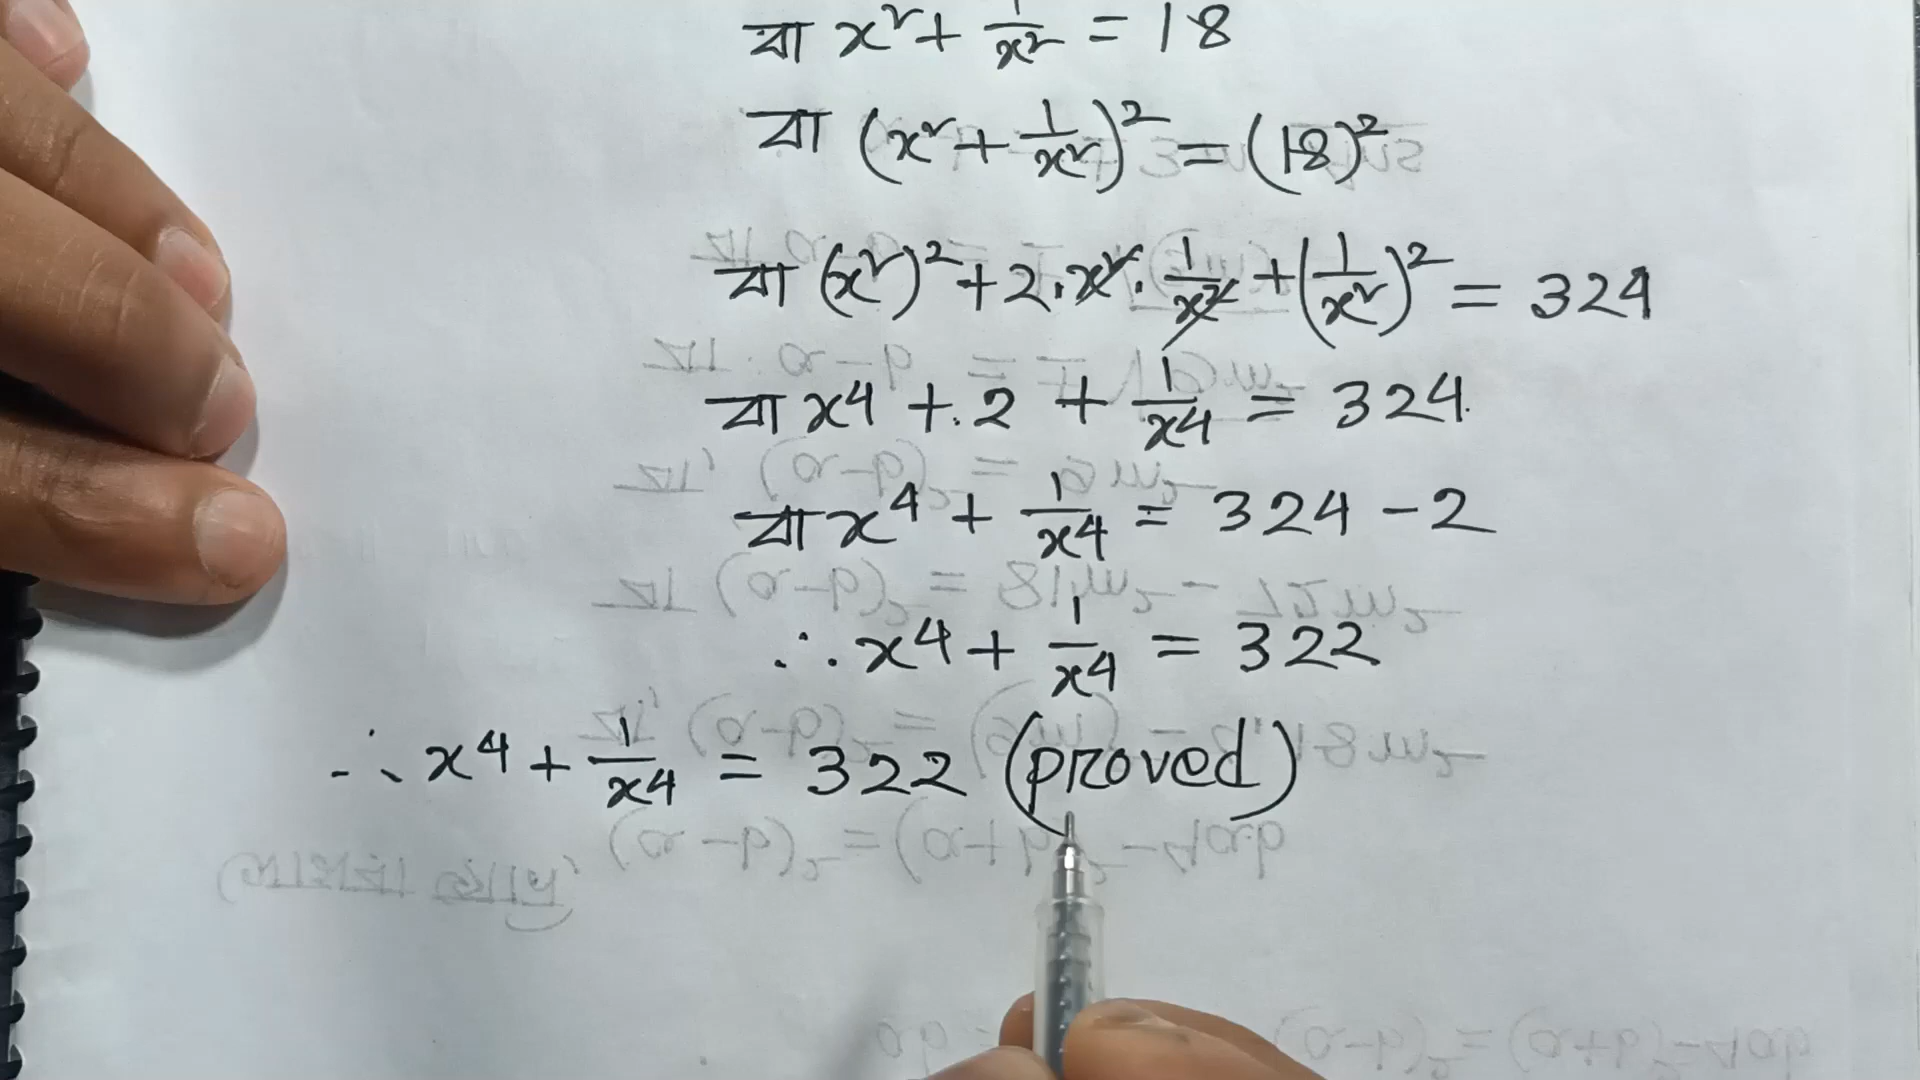 বা x² + 1/x² = 18
বা (x² + 1/x²)² = (18)²
বা (x²)² + 2.x². 1/x² + (1/x²)² = 324
বা x⁴ + 2 + 1/x⁴ = 324
বা x⁴ + 1/x⁴ = 324 - 2
∴ x⁴ + 1/x⁴ = 322
∴ x⁴ + 1/x⁴ = 322 (proved)